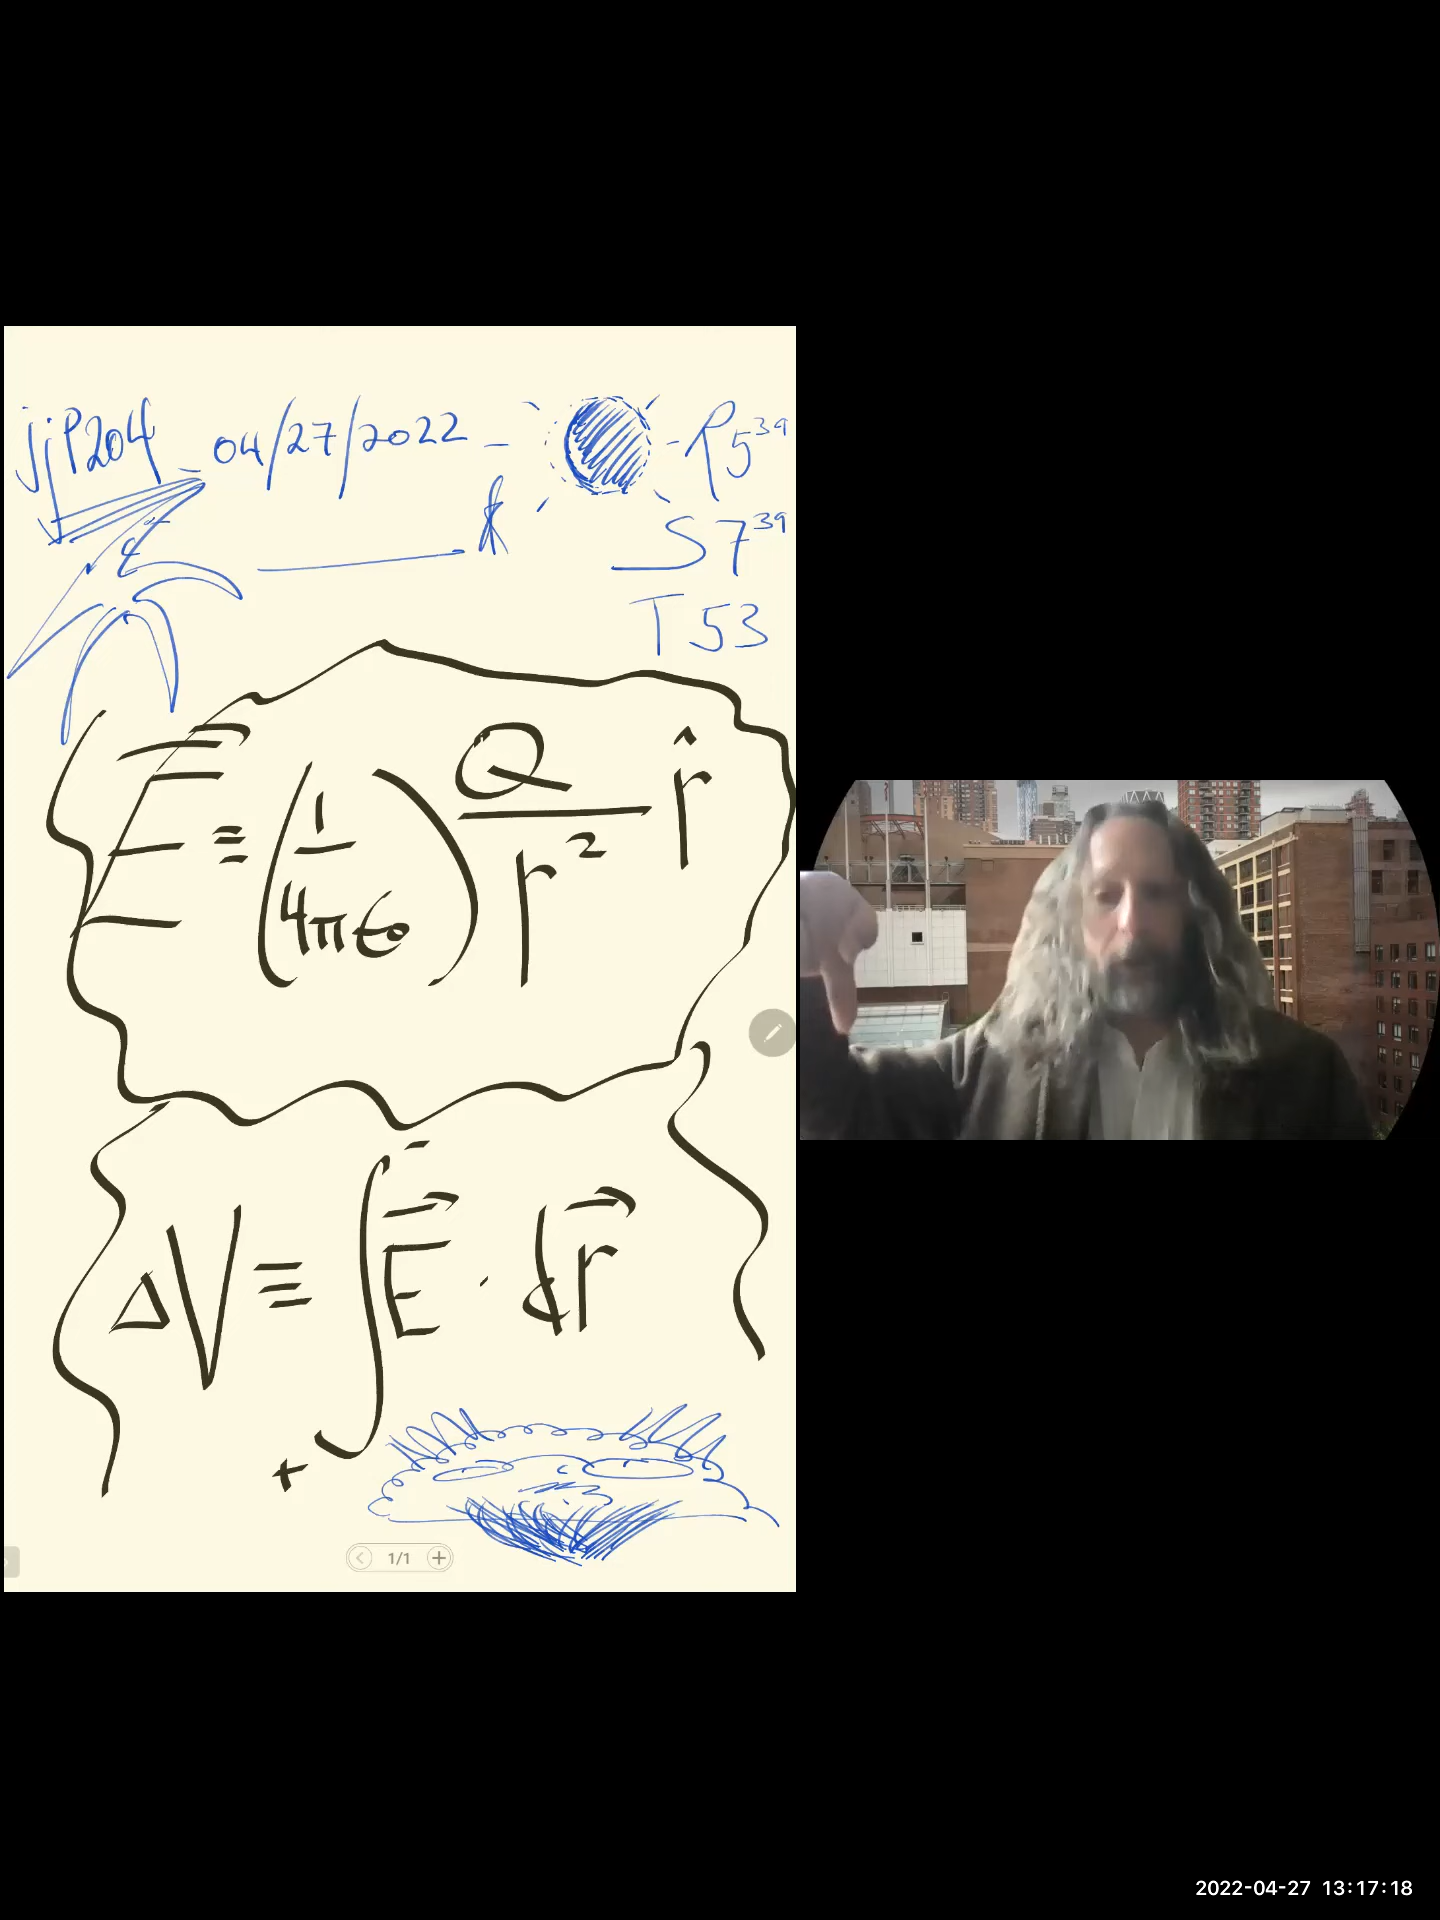 jjP204 - 04/27/2022 - - R5³⁹
S7³⁹
T53
E⃗ = (1/4πϵ₀) Q/r² r̂
ΔV ≡ ∫₊⁻ E⃗ · dr⃗
1/1
2022-04-27 13:17:18